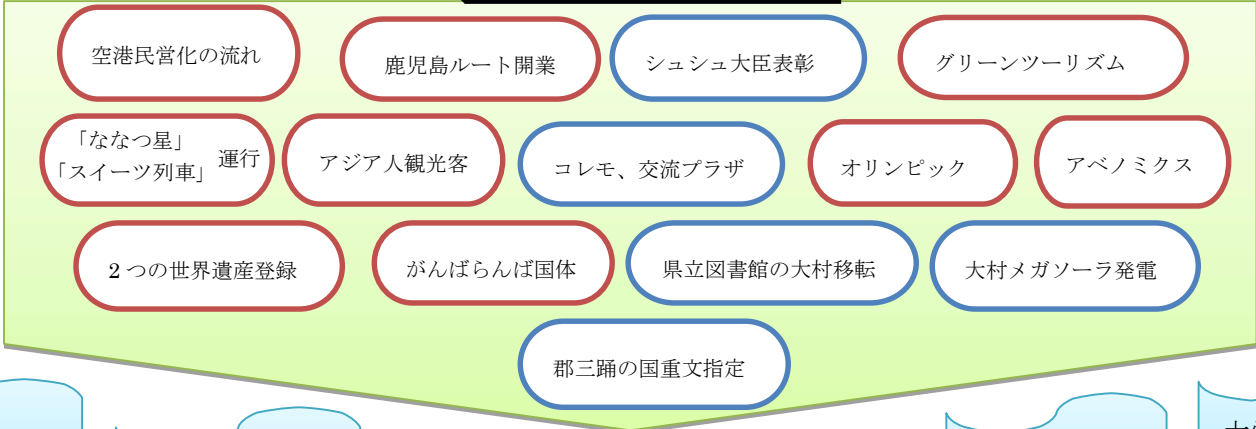 空港民営化の流れ
鹿児島ルート開業
シュシュ大臣表彰
グリーンツーリズム
「ななつ星」
「スイーツ列車」 運行
アジア人観光客
コレモ、交流プラザ
オリンピック
アベノミクス
2つの世界遺産登録
がんばらんば国体
県立図書館の大村移転
大村メガソーラ発電
郡三踊の国重文指定